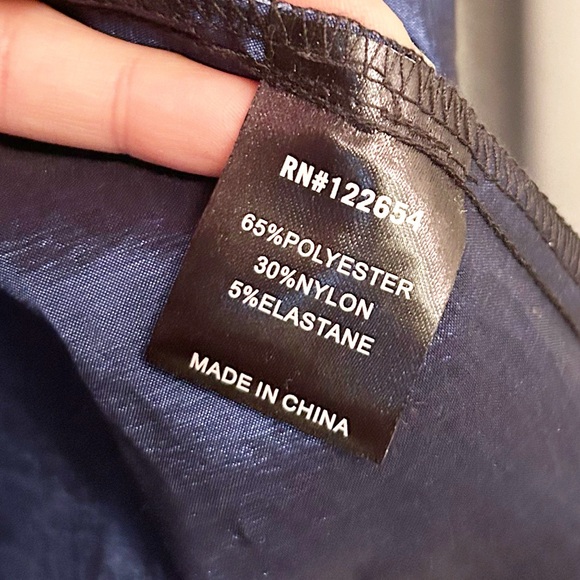 RN#122654
65%POLYESTER
30%NYLON
5%ELASTANE
MADE IN CHINA